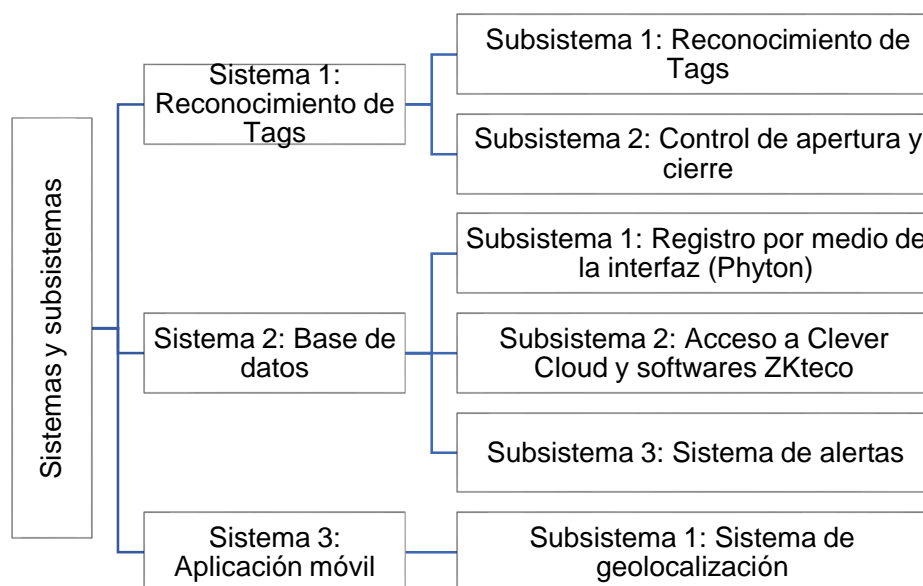 Sistemas y subsistemas
Sistema 1:
Reconocimiento de
Tags
Subsistema 1: Reconocimiento de
Tags
Subsistema 2: Control de apertura y
cierre
Sistema 2: Base de
datos
Subsistema 1: Registro por medio de
la interfaz (Phyton)
Subsistema 2: Acceso a Clever
Cloud y softwares ZKteco
Subsistema 3: Sistema de alertas
Sistema 3:
Aplicación móvil
Subsistema 1: Sistema de
geolocalización